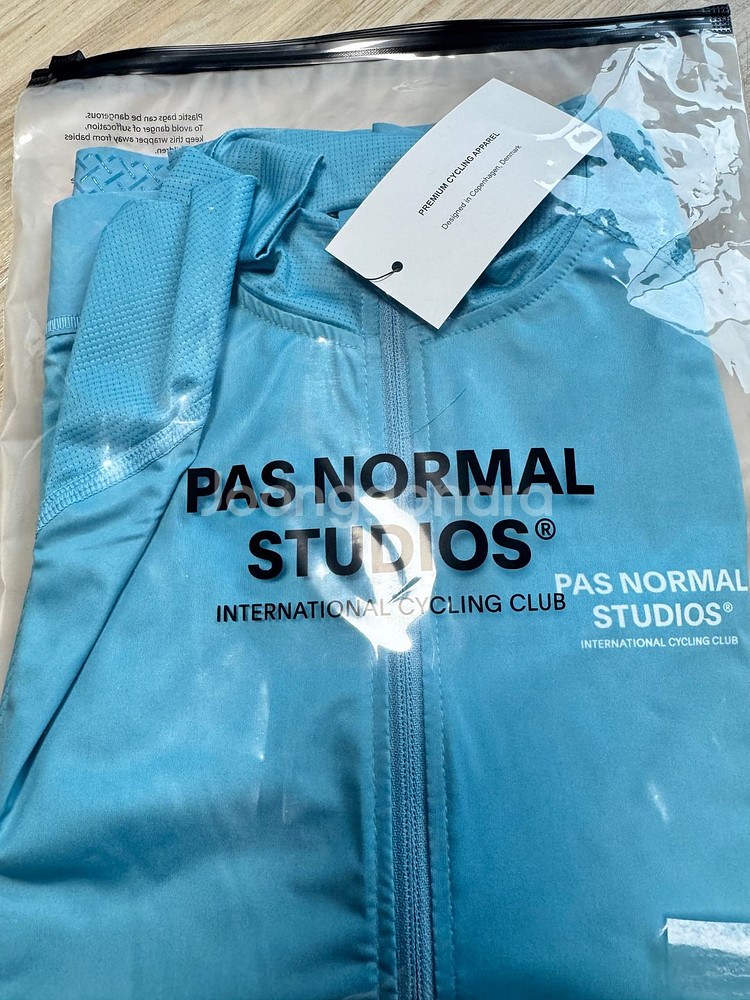 Plastic bags can be dangerous.
To avoid danger of suffocation,
keep this wrapper away from babies
PREMIUM CYCLING APPAREL
Designed in Copenhagen, Denmark
PAS NORMAL
STUDIOS®
INTERNATIONAL CYCLING CLUB
PAS NORMAL
STUDIOS®
INTERNATIONAL CYCLING CLUB